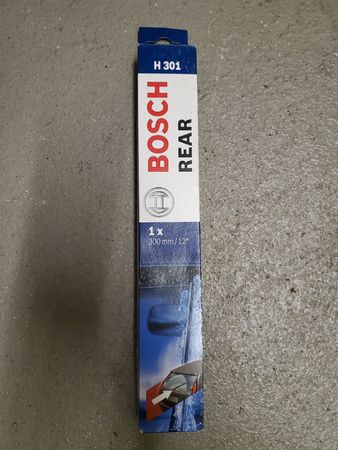 H 301
BOSCH
REAR
1 x
300 mm / 12"